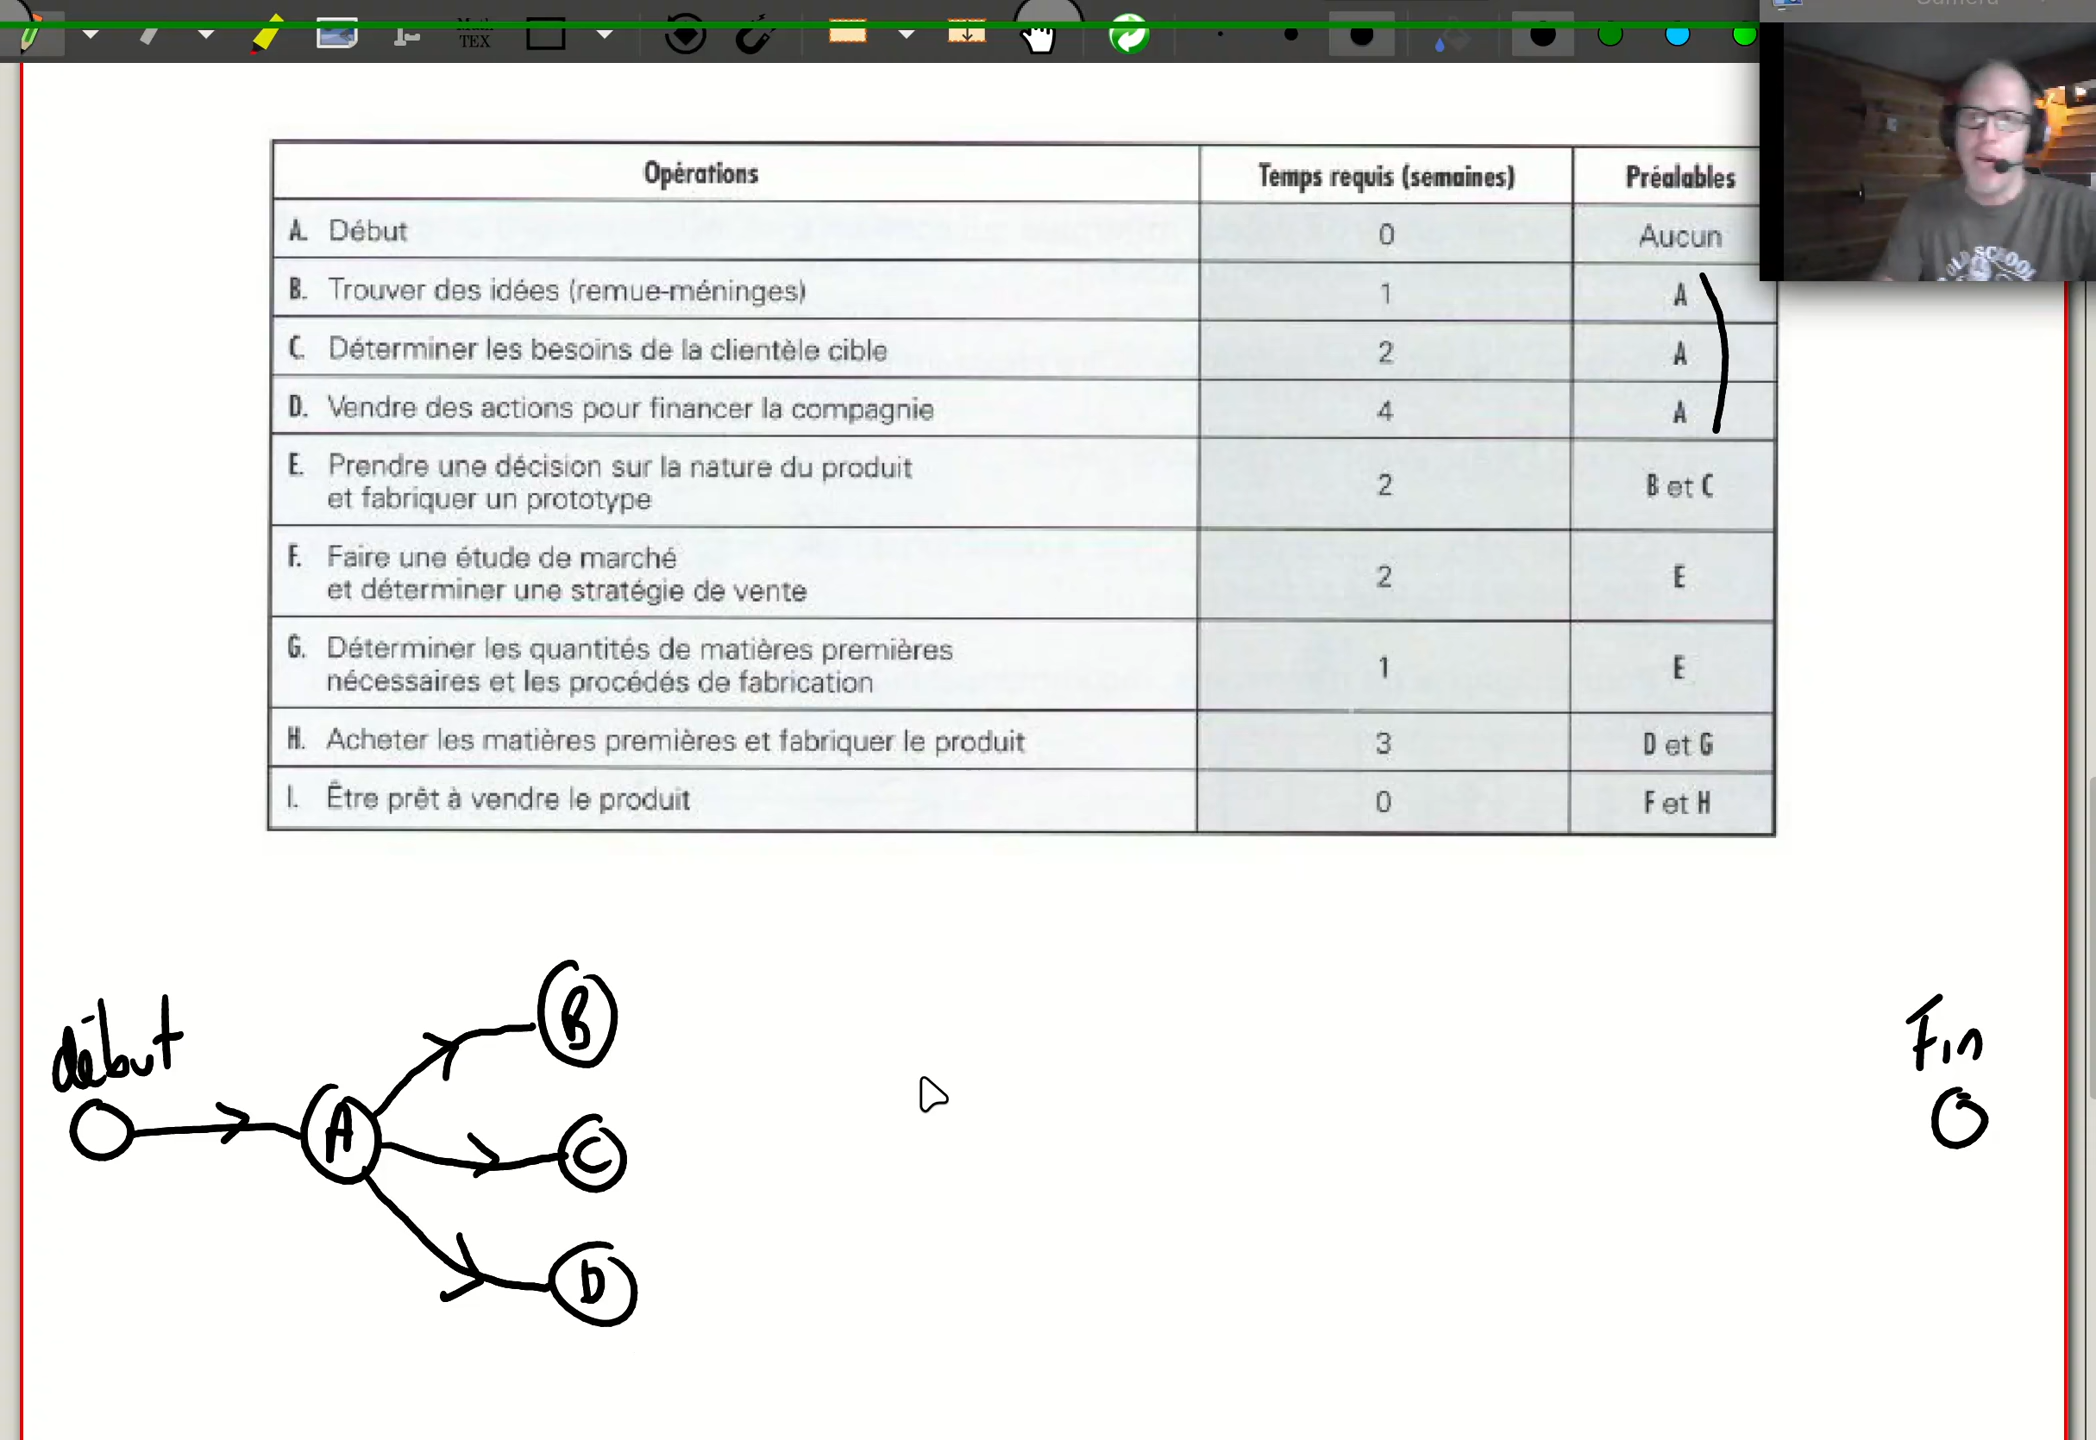 Math
TEX
Opérations Temps requis (semaines) Préalables
A. Début 0 Aucun
B. Trouver des idées (remue-méninges) 1 A
C. Déterminer les besoins de la clientèle cible 2 A
D. Vendre des actions pour financer la compagnie 4 A
E. Prendre une décision sur la nature du produit
et fabriquer un prototype 2 B et C
F. Faire une étude de marché
et déterminer une stratégie de vente 2 E
G. Déterminer les quantités de matières premières
nécessaires et les procédés de fabrication 1 E
H. Acheter les matières premières et fabriquer le produit 3 D et G
I. Être prêt à vendre le produit 0 F et H
OLD SCHOOL
début
A
B
C
D
Fin